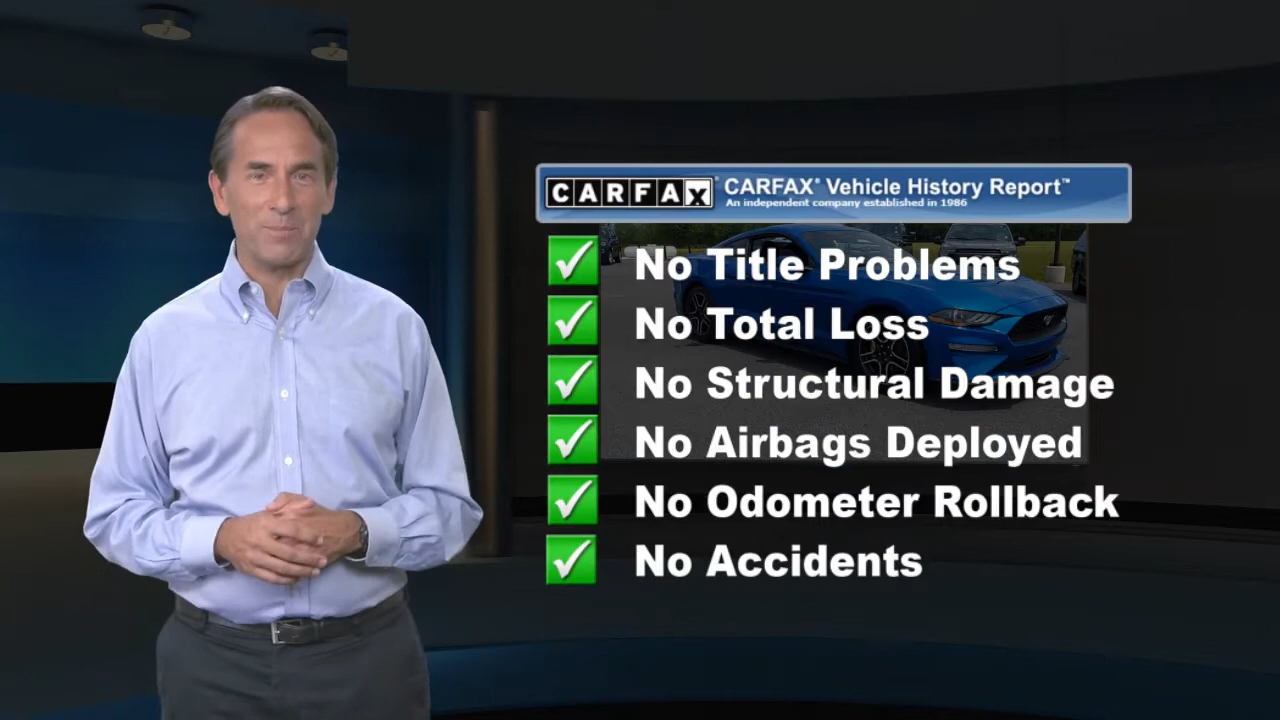 CARFAX® CARFAX® Vehicle History Report™
An independent company established in 1986
No Title Problems
No Total Loss
No Structural Damage
No Airbags Deployed
No Odometer Rollback
No Accidents